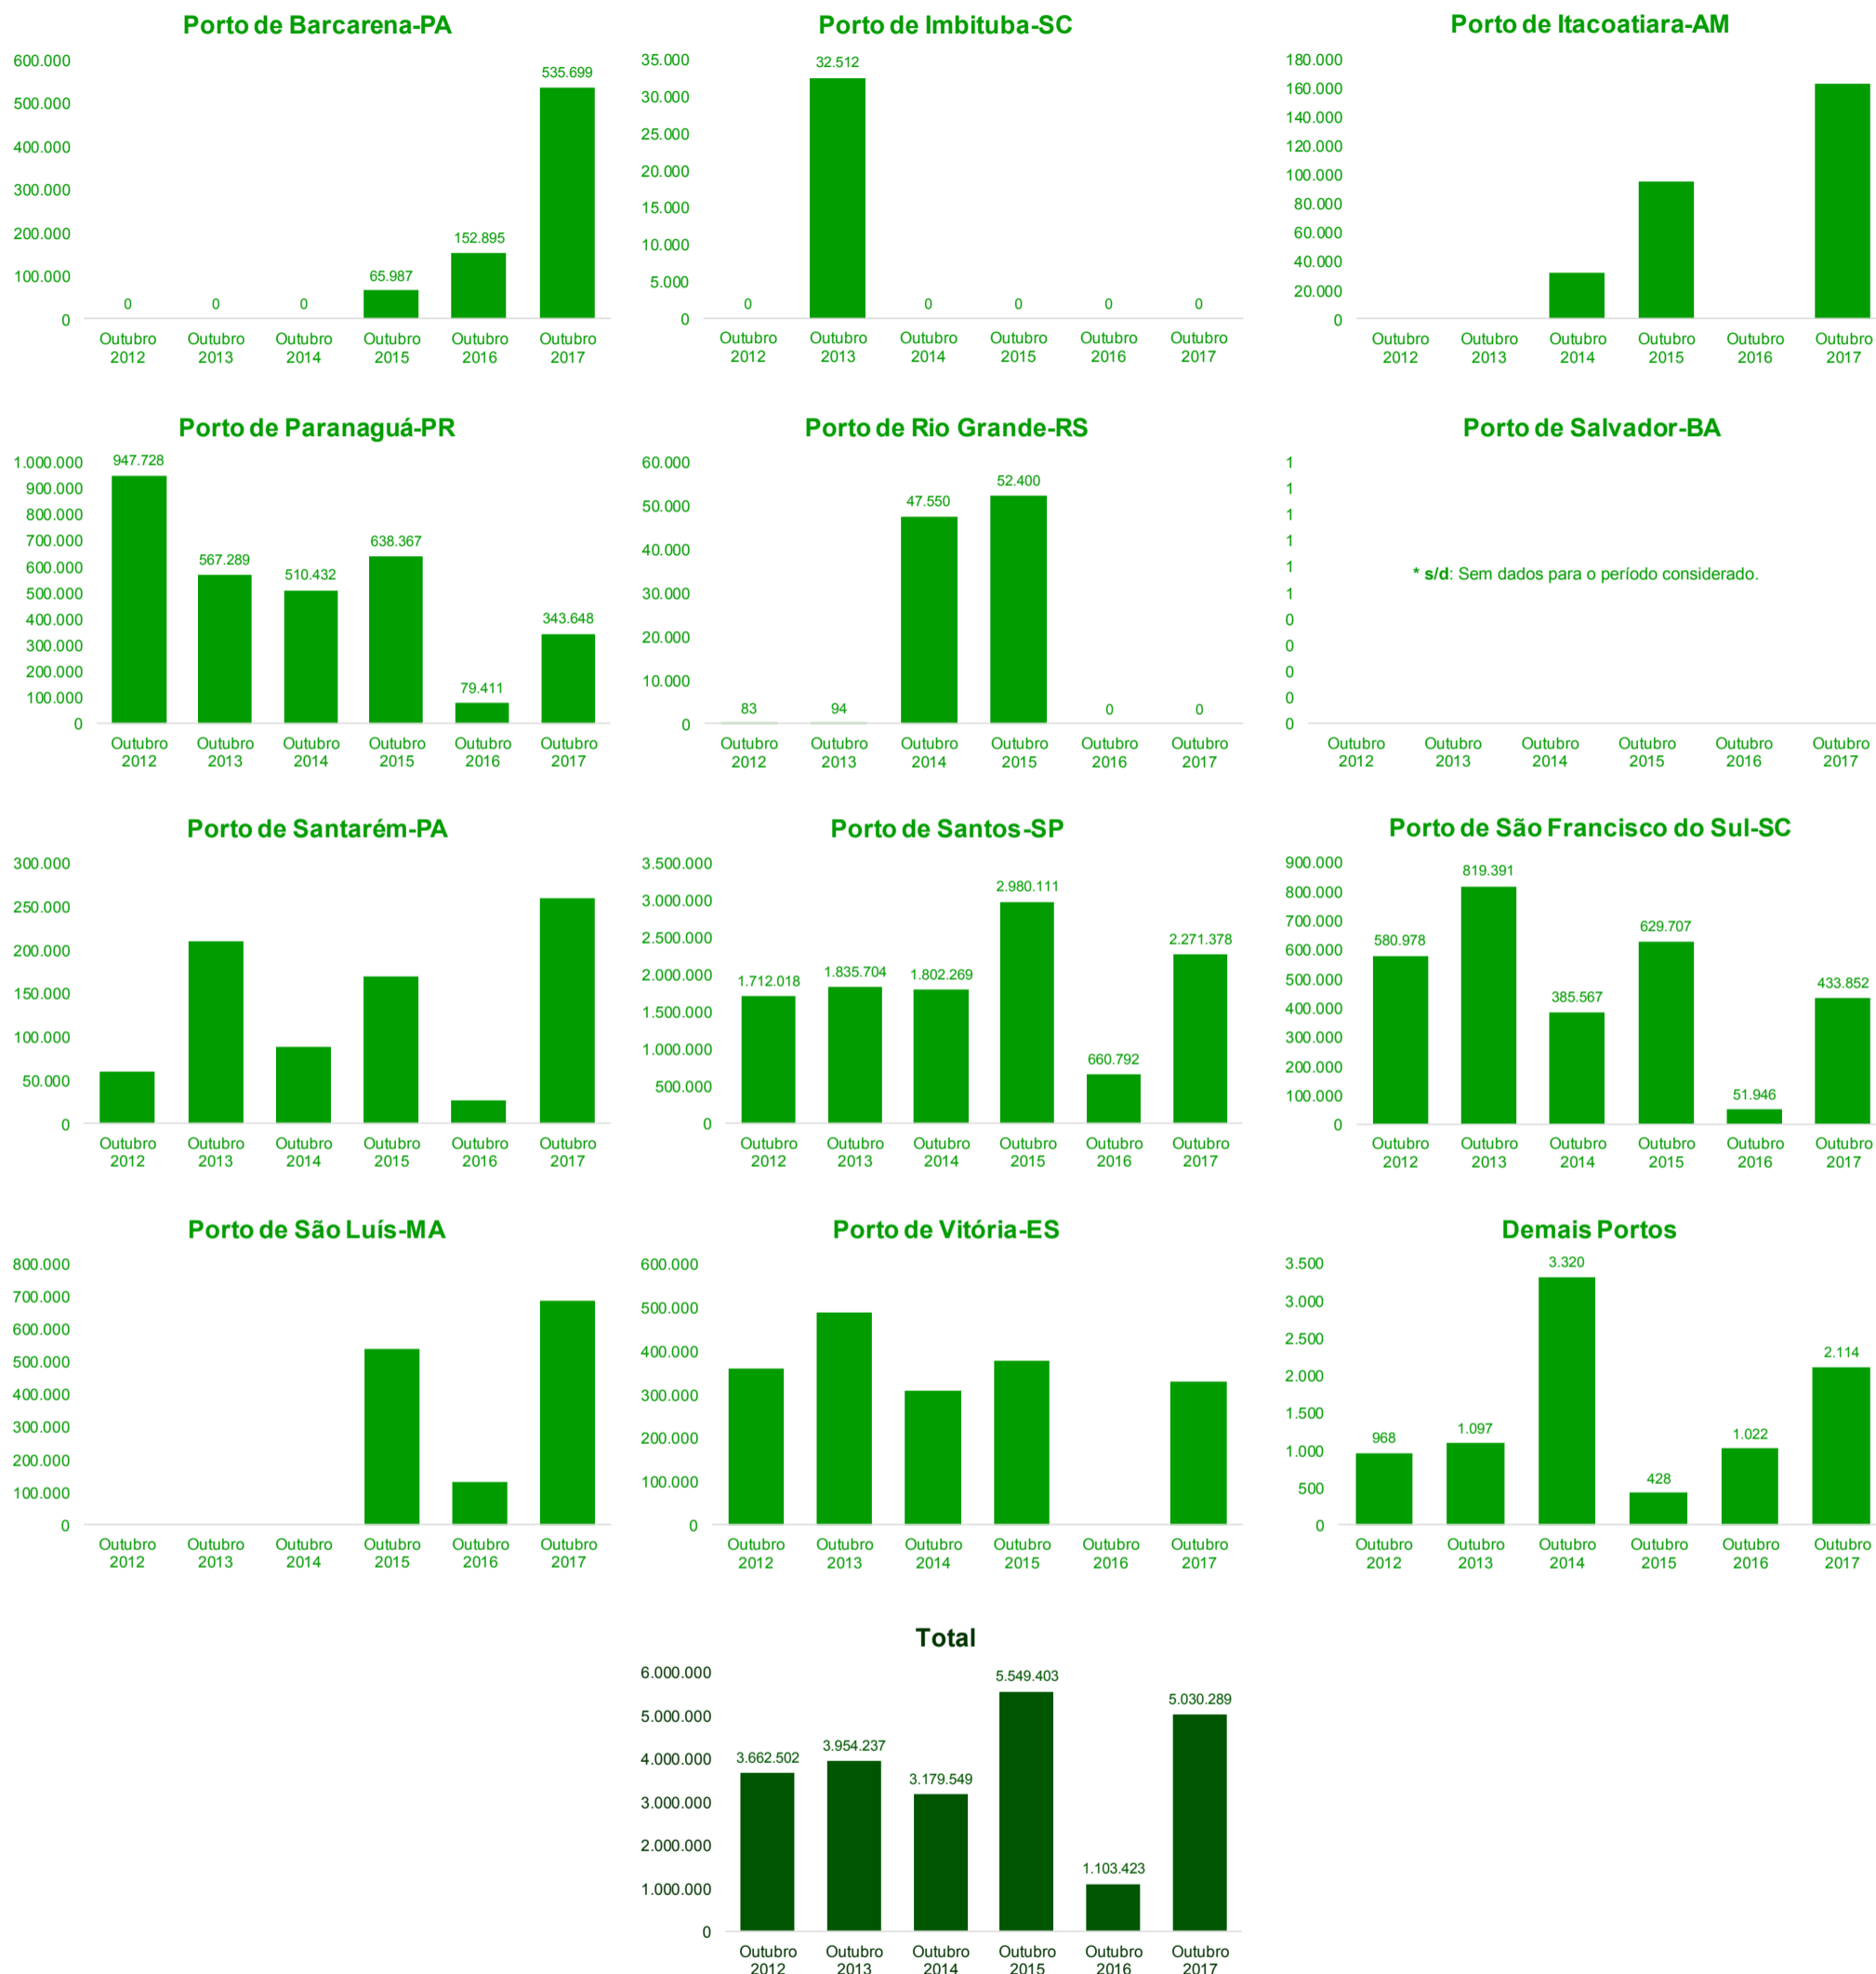 Porto de Barcarena-PA
600.000
500.000
400.000
300.000
200.000
100.000
0
0
0
0
65.987
152.895
535.699
Outubro 2012
Outubro 2013
Outubro 2014
Outubro 2015
Outubro 2016
Outubro 2017
Porto de Imbituba-SC
35.000
30.000
25.000
20.000
15.000
10.000
5.000
0
0
32.512
0
0
0
0
Outubro 2012
Outubro 2013
Outubro 2014
Outubro 2015
Outubro 2016
Outubro 2017
Porto de Itacoatiara-AM
180.000
160.000
140.000
120.000
100.000
80.000
60.000
40.000
20.000
0
Outubro 2012
Outubro 2013
Outubro 2014
Outubro 2015
Outubro 2016
Outubro 2017
Porto de Paranaguá-PR
1.000.000
900.000
800.000
700.000
600.000
500.000
400.000
300.000
200.000
100.000
0
947.728
567.289
510.432
638.367
79.411
343.648
Outubro 2012
Outubro 2013
Outubro 2014
Outubro 2015
Outubro 2016
Outubro 2017
Porto de Rio Grande-RS
60.000
50.000
40.000
30.000
20.000
10.000
0
83
94
47.550
52.400
0
0
Outubro 2012
Outubro 2013
Outubro 2014
Outubro 2015
Outubro 2016
Outubro 2017
Porto de Salvador-BA
1
1
1
1
1
1
0
0
0
0
0
* s/d: Sem dados para o período considerado.
Outubro 2012
Outubro 2013
Outubro 2014
Outubro 2015
Outubro 2016
Outubro 2017
Porto de Santarém-PA
300.000
250.000
200.000
150.000
100.000
50.000
0
Outubro 2012
Outubro 2013
Outubro 2014
Outubro 2015
Outubro 2016
Outubro 2017
Porto de Santos-SP
3.500.000
3.000.000
2.500.000
2.000.000
1.500.000
1.000.000
500.000
0
1.712.018
1.835.704
1.802.269
2.980.111
660.792
2.271.378
Outubro 2012
Outubro 2013
Outubro 2014
Outubro 2015
Outubro 2016
Outubro 2017
Porto de São Francisco do Sul-SC
900.000
800.000
700.000
600.000
500.000
400.000
300.000
200.000
100.000
0
580.978
819.391
385.567
629.707
51.946
433.852
Outubro 2012
Outubro 2013
Outubro 2014
Outubro 2015
Outubro 2016
Outubro 2017
Porto de São Luís-MA
800.000
700.000
600.000
500.000
400.000
300.000
200.000
100.000
0
Outubro 2012
Outubro 2013
Outubro 2014
Outubro 2015
Outubro 2016
Outubro 2017
Porto de Vitória-ES
600.000
500.000
400.000
300.000
200.000
100.000
0
Outubro 2012
Outubro 2013
Outubro 2014
Outubro 2015
Outubro 2016
Outubro 2017
Demais Portos
3.500
3.000
2.500
2.000
1.500
1.000
500
0
968
1.097
3.320
428
1.022
2.114
Outubro 2012
Outubro 2013
Outubro 2014
Outubro 2015
Outubro 2016
Outubro 2017
Total
6.000.000
5.000.000
4.000.000
3.000.000
2.000.000
1.000.000
0
3.662.502
3.954.237
3.179.549
5.549.403
1.103.423
5.030.289
Outubro 2012
Outubro 2013
Outubro 2014
Outubro 2015
Outubro 2016
Outubro 2017